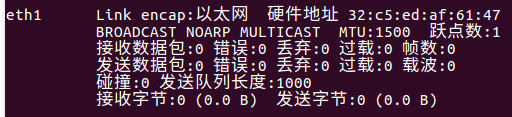 eth1 Link encap:以太网 硬件地址 32:c5:ed:af:61:47
BROADCAST NOARP MULTICAST MTU:1500 跃点数:1
接收数据包:0 错误:0 丢弃:0 过载:0 帧数:0
发送数据包:0 错误:0 丢弃:0 过载:0 载波:0
碰撞:0 发送队列长度:1000
接收字节:0 (0.0 B) 发送字节:0 (0.0 B)